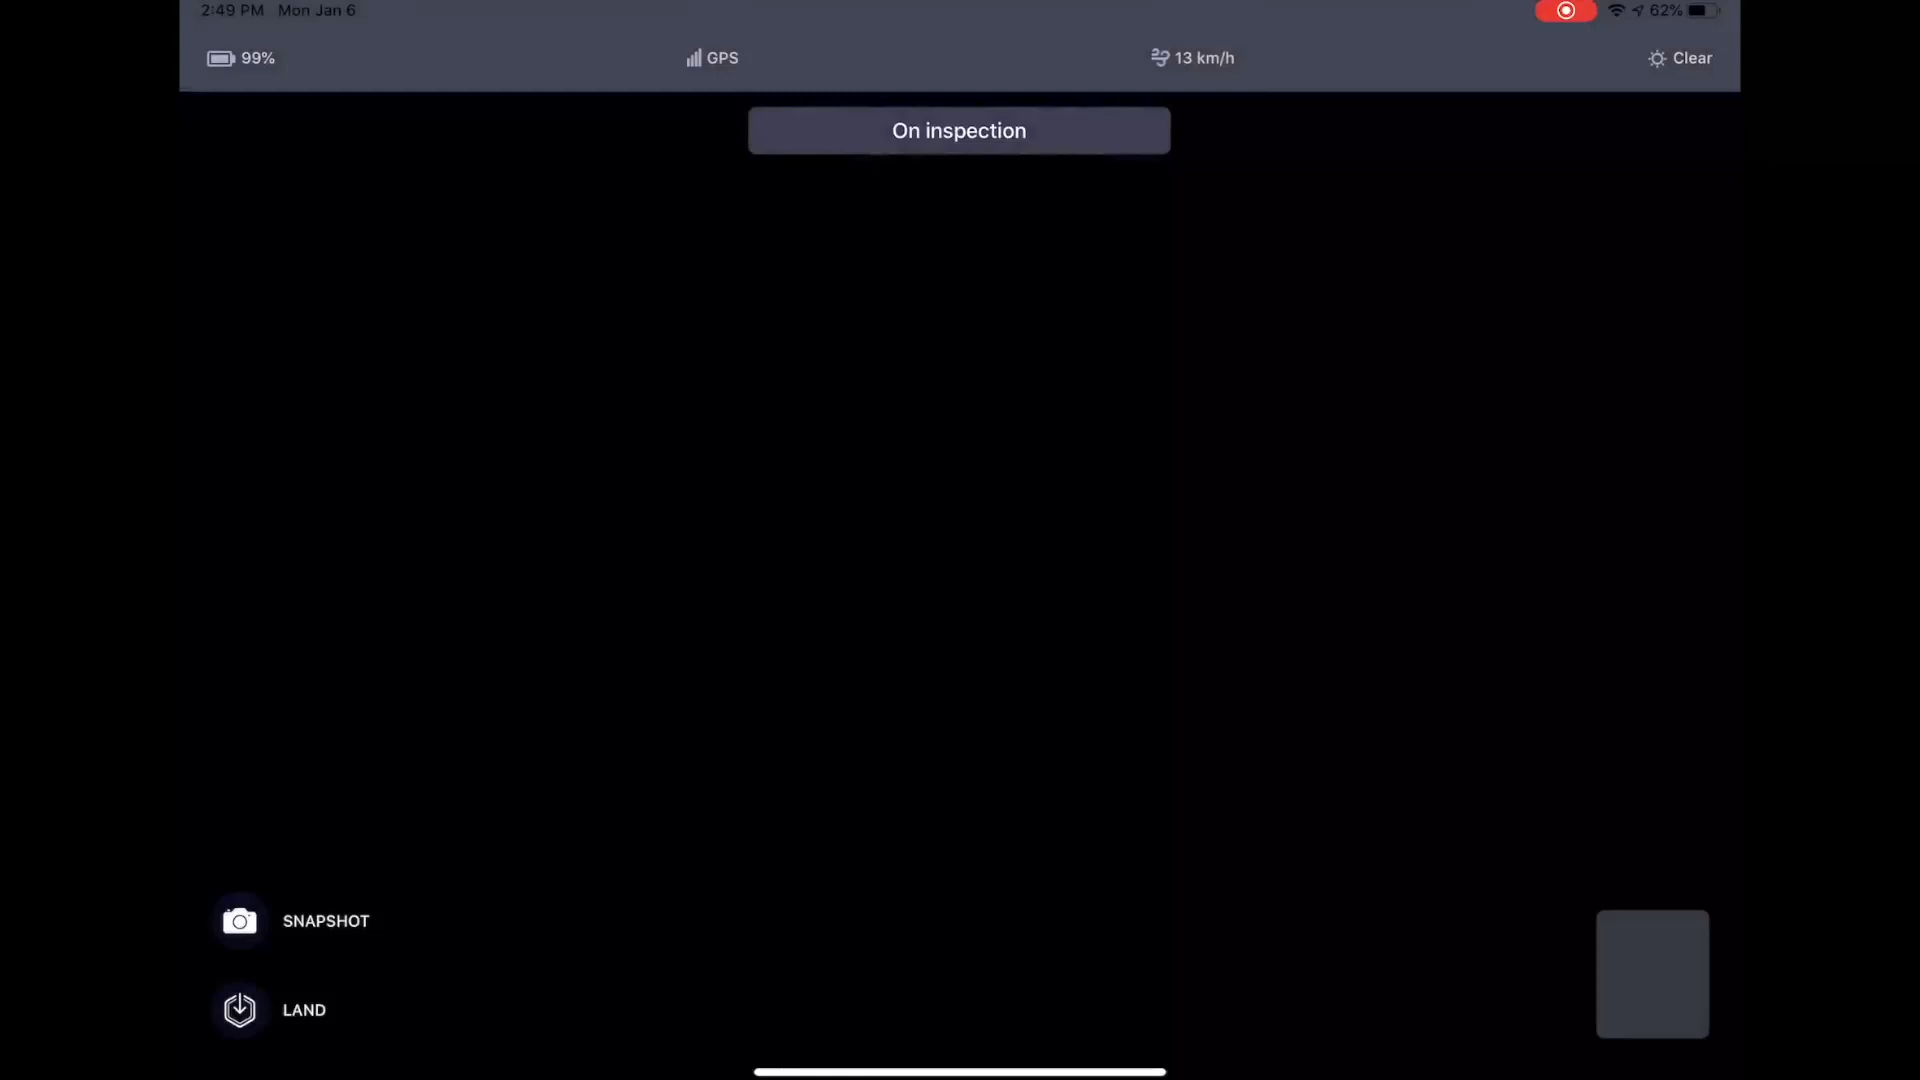 2:49 PM Mon Jan 6
62%
99%
GPS
13 km/h
Clear
On inspection
SNAPSHOT
LAND